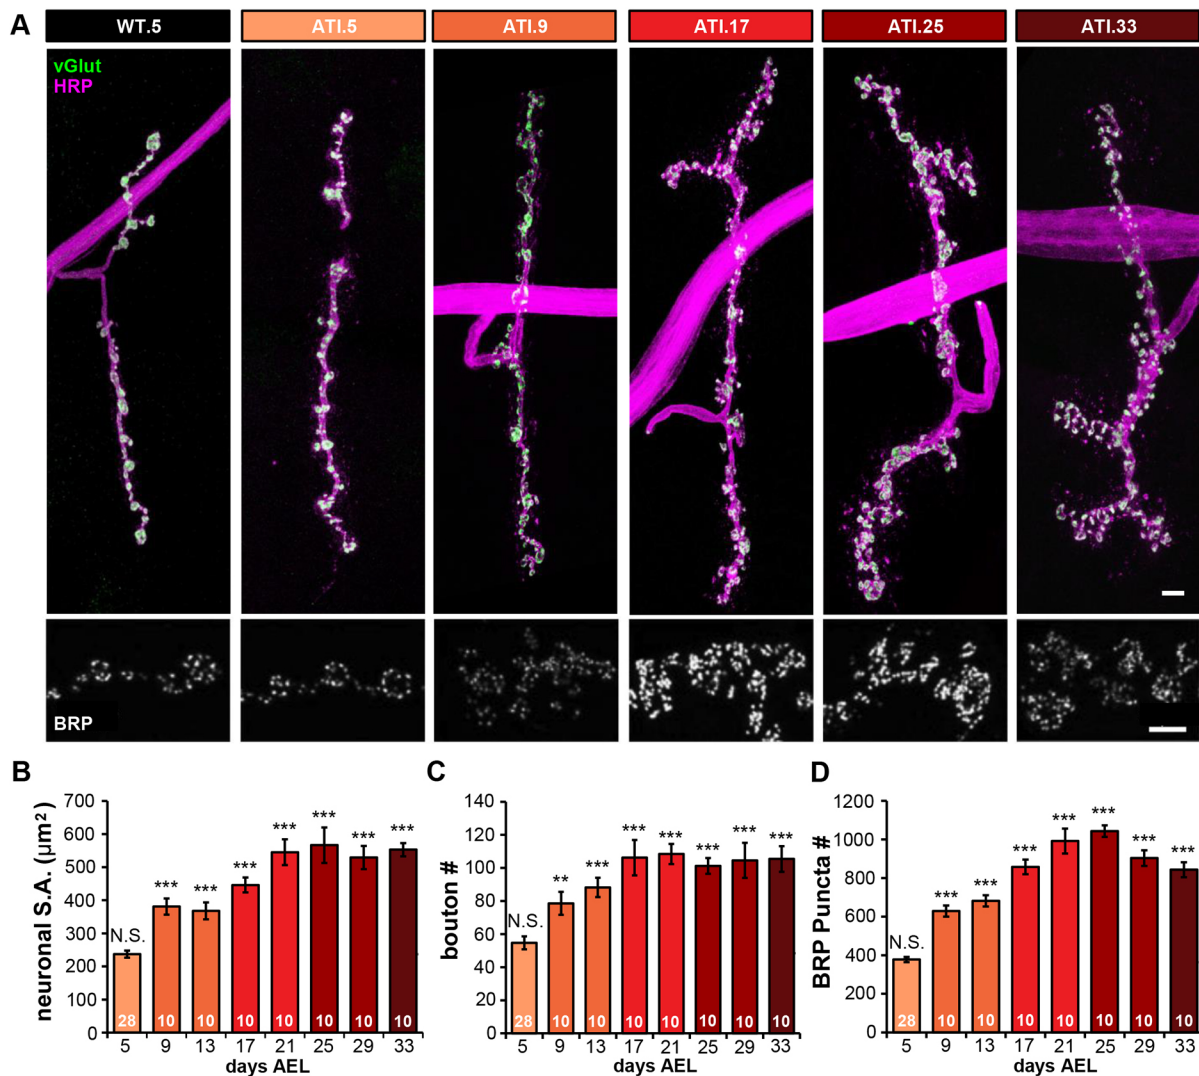 A
WT.5 ATI.5 ATI.9 ATI.17 ATI.25 ATI.33
vGlut
HRP
BRP
B
neuronal S.A. (µm²)
700
600
500
400
300
200
100
0
N.S. *** *** *** *** *** *** ***
28 10 10 10 10 10 10 10
5 9 13 17 21 25 29 33
days AEL
C
bouton #
140
120
100
80
60
40
20
0
N.S. ** *** *** *** *** *** ***
28 10 10 10 10 10 10 10
5 9 13 17 21 25 29 33
days AEL
D
BRP Puncta #
1200
1000
800
600
400
200
0
N.S. *** *** *** *** *** *** ***
28 10 10 10 10 10 10 10
5 9 13 17 21 25 29 33
days AEL